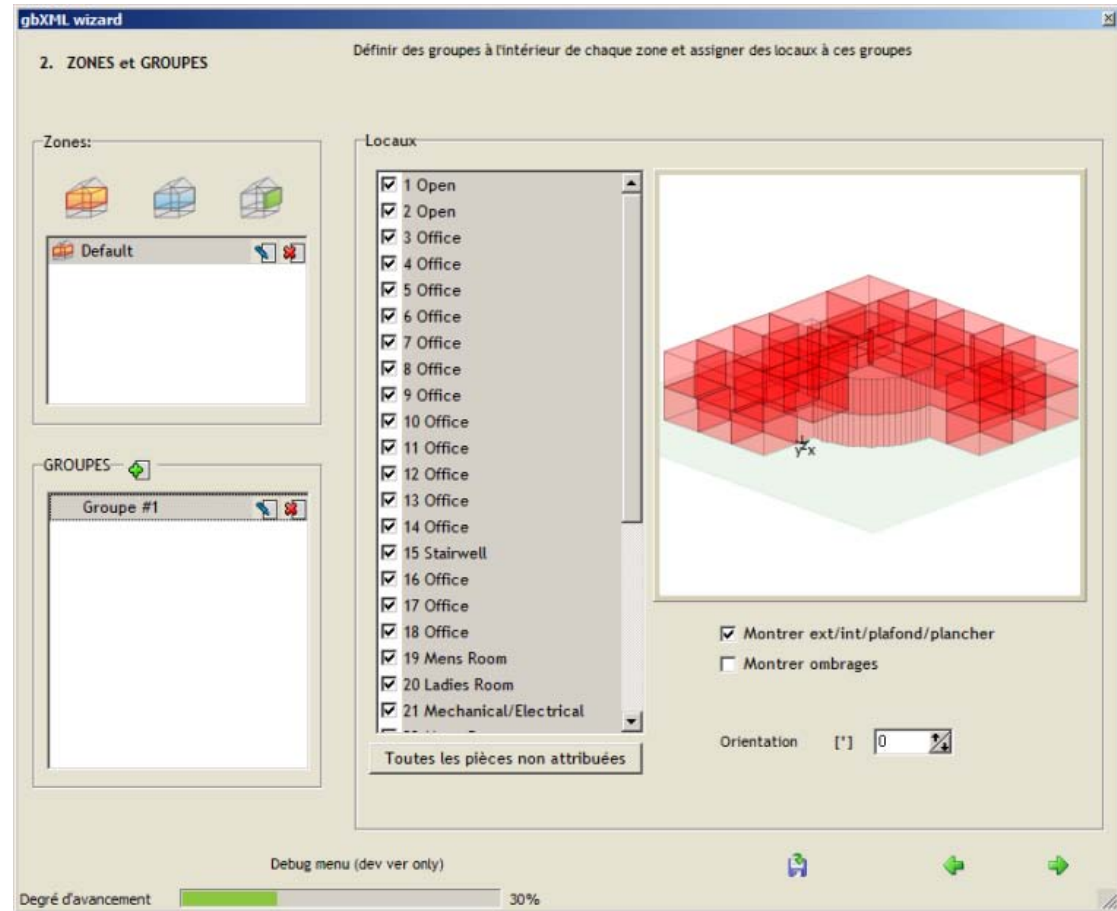 gbXML wizard
2. ZONES et GROUPES
Définir des groupes à l'intérieur de chaque zone et assigner des locaux à ces groupes
Zones:
Default
GROUPES
Groupe #1
Locaux
1 Open
2 Open
3 Office
4 Office
5 Office
6 Office
7 Office
8 Office
9 Office
10 Office
11 Office
12 Office
13 Office
14 Office
15 Stairwell
16 Office
17 Office
18 Office
19 Mens Room
20 Ladies Room
21 Mechanical/Electrical
Toutes les pièces non attribuées
y z x
Montrer ext/int/plafond/plancher
Montrer ombrages
Orientation [°] 0
Debug menu (dev ver only)
Degré d'avancement 30%